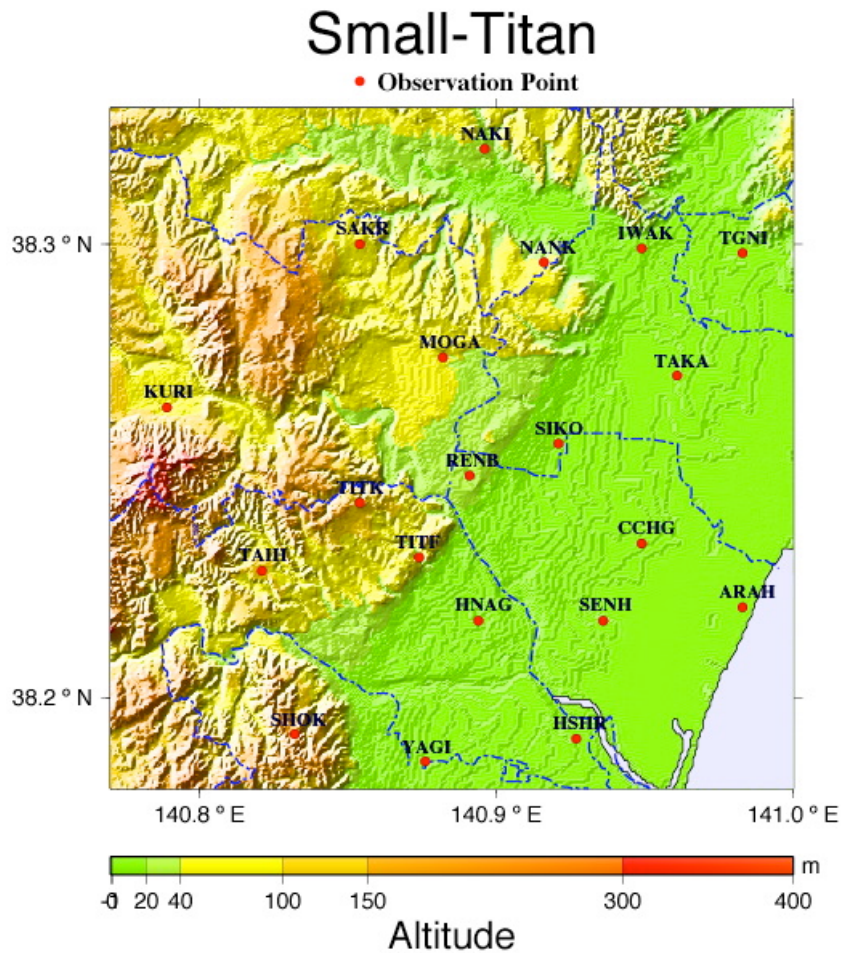 Small-Titan
Observation Point
NAKI
SAKR
NANK
IWAK
TGNI
38.3 ° N
MOGA
TAKA
KURI
SIKO
RENB
TITK
CCHG
TAIH
TITF
ARAH
HNAG
SENH
38.2 ° N
SHOK
HSHR
YAGI
140.8 ° E 140.9 ° E 141.0 ° E
m
-0 20 40 100 150 300 400
Altitude